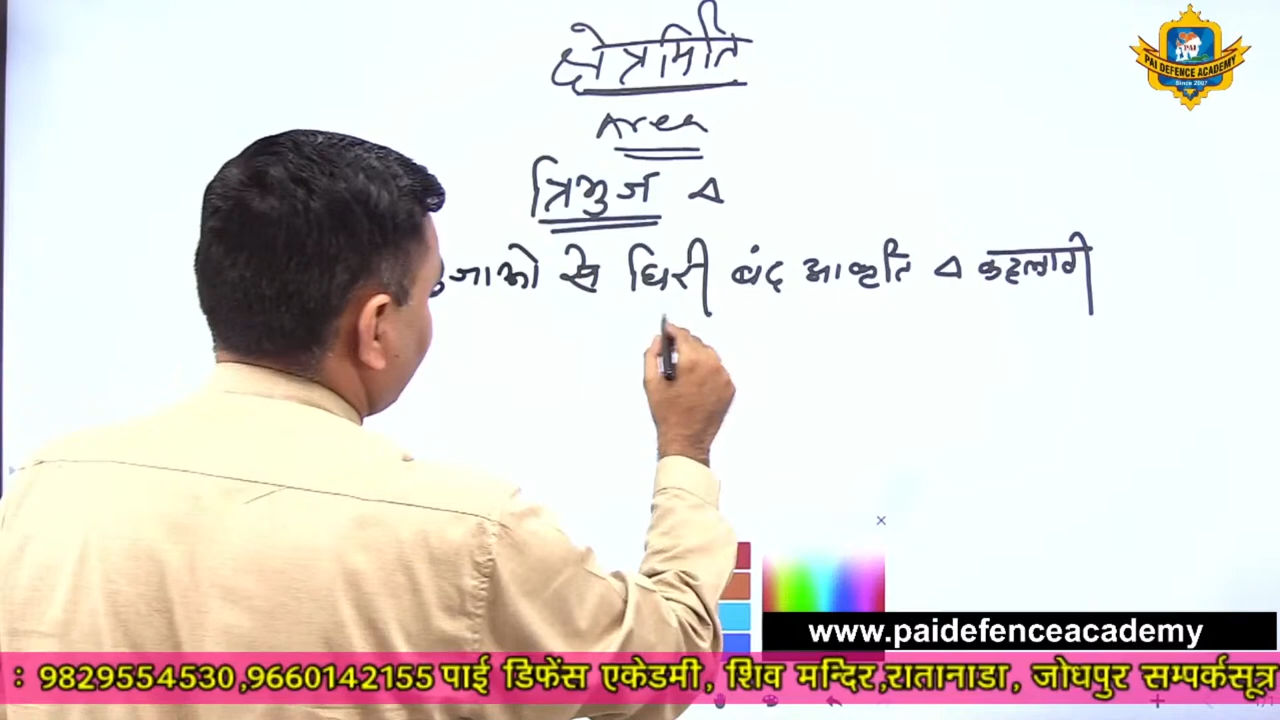 क्षेत्रमिति
Area
त्रिभुज Δ
से घिरी बंद आकृति Δ कहलाती
PAI
PAI DEFENCE ACADEMY
Since 2007
www.paidefenceacademy
: 9829554530 ,9660142155 पाई डिफेंस एकेडमी, शिव मन्दिर,रातानाडा, जोधपुर सम्पर्कसूत्र